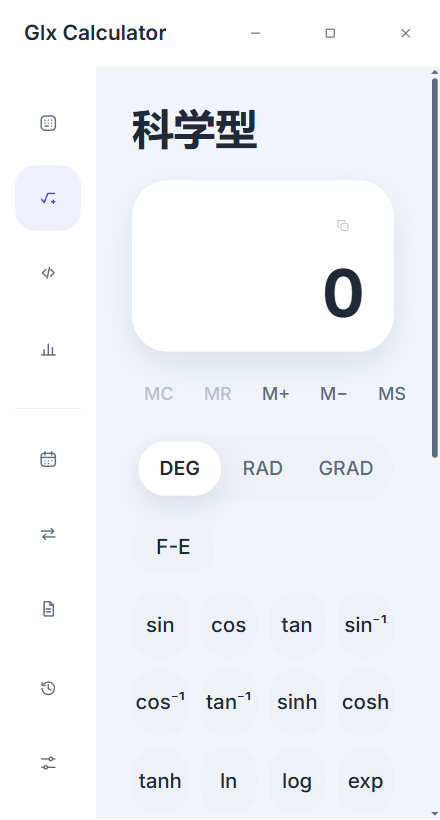 Glx Calculator
科学型
0
MC MR M+ M− MS
DEG RAD GRAD
F-E
sin cos tan sin⁻¹
cos⁻¹ tan⁻¹ sinh cosh
tanh ln log exp